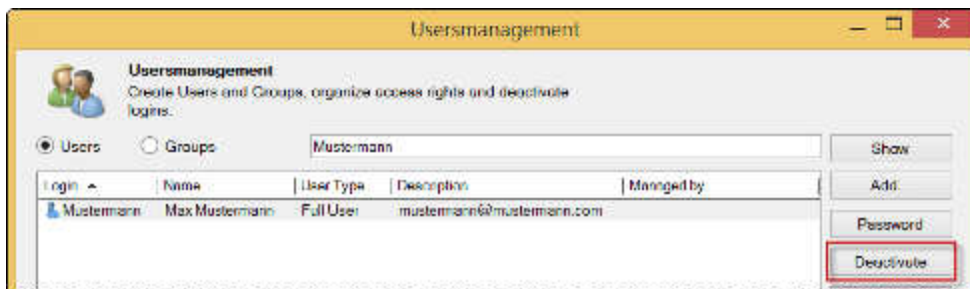 Usersmanagement
Usersmanagement
Create Users and Groups, organize access rights and deactivate
logins.
Users Groups Mustermann Show
Login Name User Type Description Managed by Add
Mustermann Max Mustermann Full User mustermann@mustermann.com
Password
Deactivate